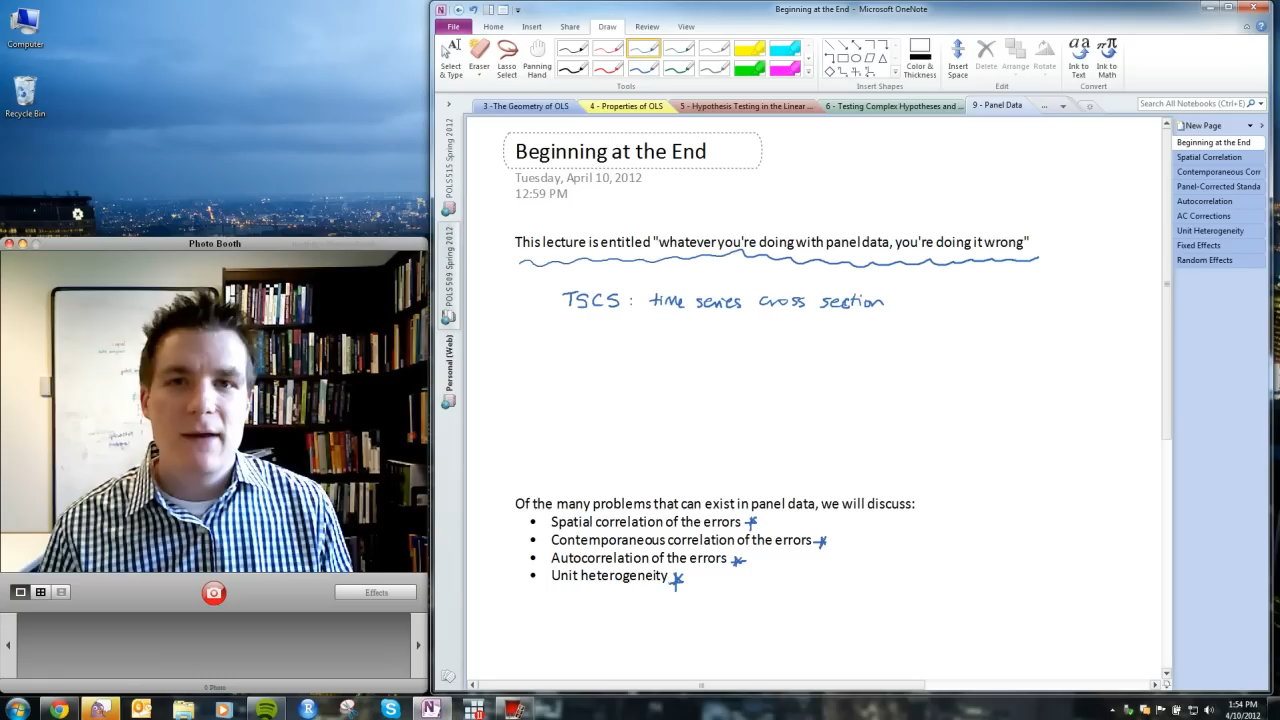 Beginning at the End - Microsoft OneNote
Computer
Recycle Bin
File Home Insert Share Draw Review View
Select & Type
Eraser
Lasso Select
Panning Hand
Color & Thickness
Insert Space
Delete
Arrange
Rotate
Ink to Text
Ink to Math
Tools
Insert Shapes
Edit
Convert
3 -The Geometry of OLS
4 - Properties of OLS
5 - Hypothesis Testing in the Linear ...
6 - Testing Complex Hypotheses and ...
9 - Panel Data
...
Search All Notebooks (Ctrl+E)
New Page
Beginning at the End
Spatial Correlation
Contemporaneous Corr
Panel-Corrected Standa
Autocorrelation
AC Corrections
Unit Heterogeneity
Fixed Effects
Random Effects
POLS 515 Spring 2012
POLS 509 Spring 2012
Personal (Web)
Beginning at the End
Tuesday, April 10, 2012
12:59 PM
This lecture is entitled "whatever you're doing with panel data, you're doing it wrong"
TSCS : time series cross section
Of the many problems that can exist in panel data, we will discuss:
• Spatial correlation of the errors
• Contemporaneous correlation of the errors
• Autocorrelation of the errors
• Unit heterogeneity
Photo Booth
Effects
0 Photo
1:54 PM
4/10/2012